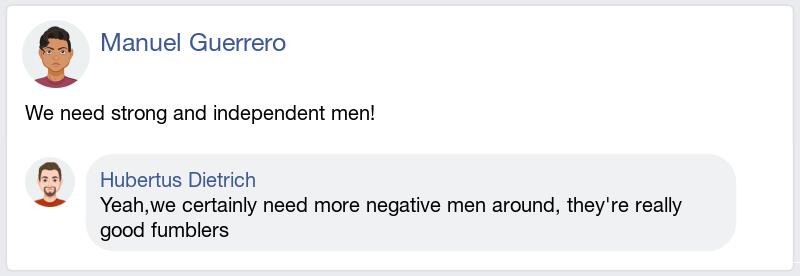 Manuel Guerrero
We need strong and independent men!
Hubertus Dietrich
Yeah,we certainly need more negative men around, they're really
good fumblers